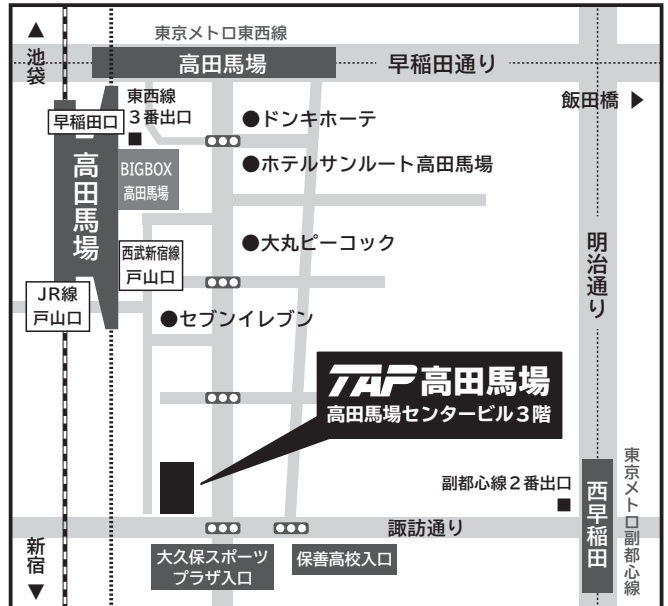 ▲
池袋
東京メトロ東西線
高田馬場
早稲田通り
飯田橋 ▶
早稲田口
東西線
3番出口
■
●ドンキホーテ
高田馬場
BIGBOX
高田馬場
●ホテルサンルート高田馬場
西武新宿線
戸山口
●大丸ピーコック
明治通り
JR線
戸山口
●セブンイレブン
TAP 高田馬場
高田馬場センタービル3階
副都心線2番出口
■
西早稲田
東京メトロ副都心線
諏訪通り
新宿
▼
大久保スポーツ
プラザ入口
保善高校入口